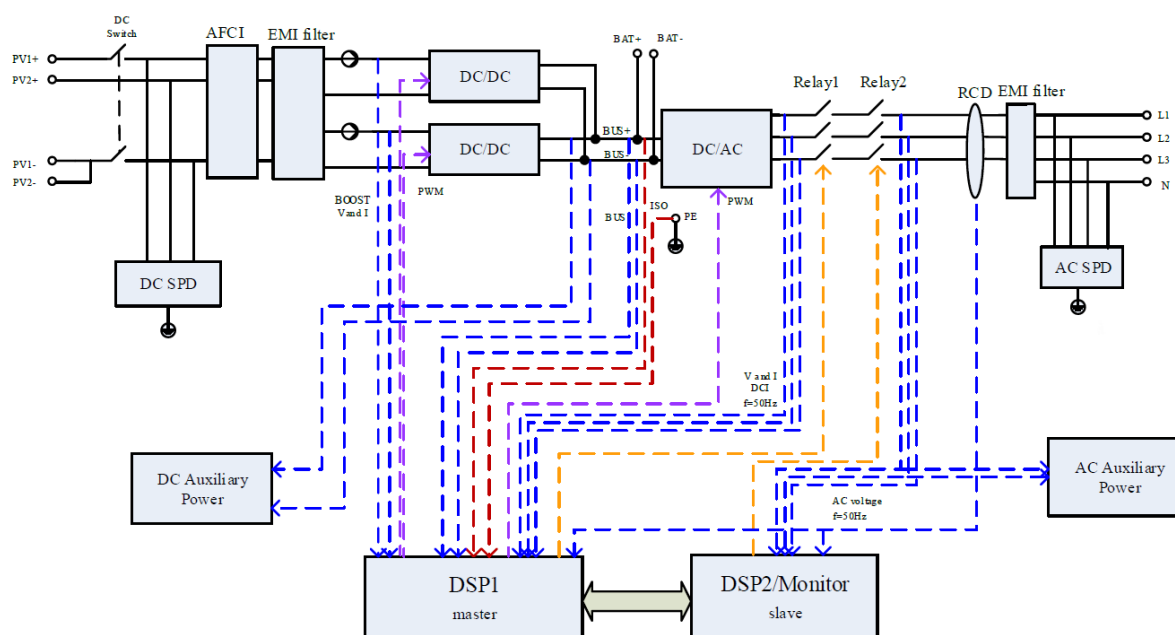 DC
Switch
AFCI
EMI filter
BAT+
BAT-
PV1+
PV2+
DC/DC
Relay1
Relay2
RCD
EMI filter
L1
BUS+
L2
DC/DC
DC/AC
PV1-
BUS-
L3
PV2-
N
PWM
BOOST
Vand I
ISO
PWM
BUS
PE
DC SPD
AC SPD
V and I
DCI
f=50Hz
DC Auxiliary
Power
AC Auxiliary
Power
AC voltage
f=50Hz
DSP1
master
DSP2/Monitor
slave